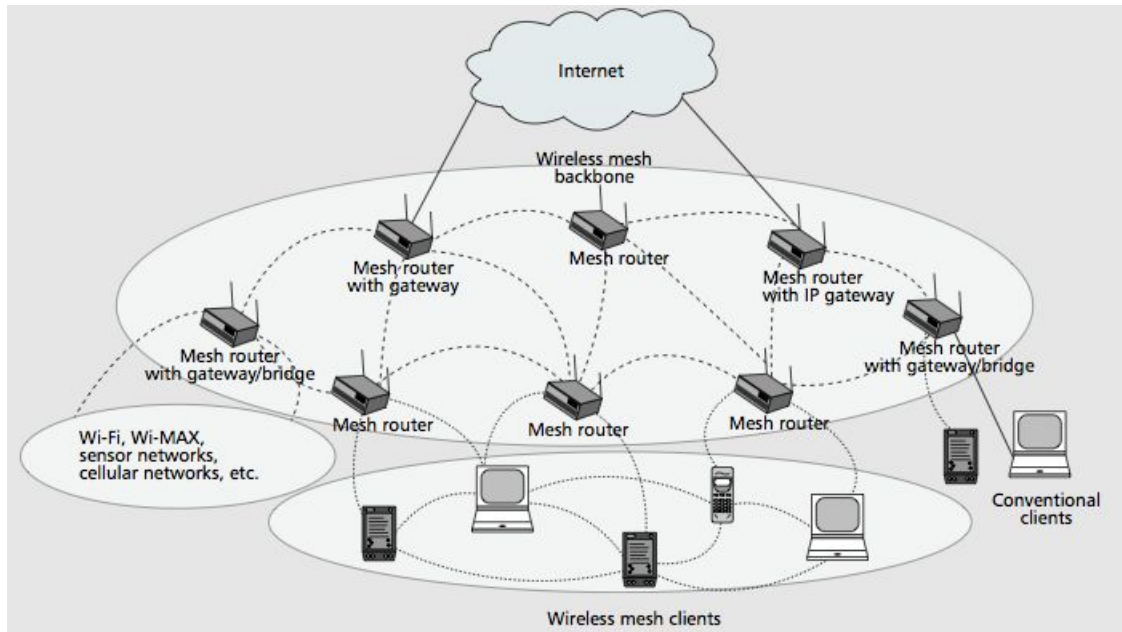 Internet
Wireless mesh
backbone
Mesh router
with gateway
Mesh router
Mesh router
with IP gateway
Mesh router
with gateway/bridge
Mesh router
with gateway/bridge
Mesh router
Mesh router
Mesh router
Wi-Fi, Wi-MAX,
sensor networks,
cellular networks, etc.
Conventional
clients
Wireless mesh clients